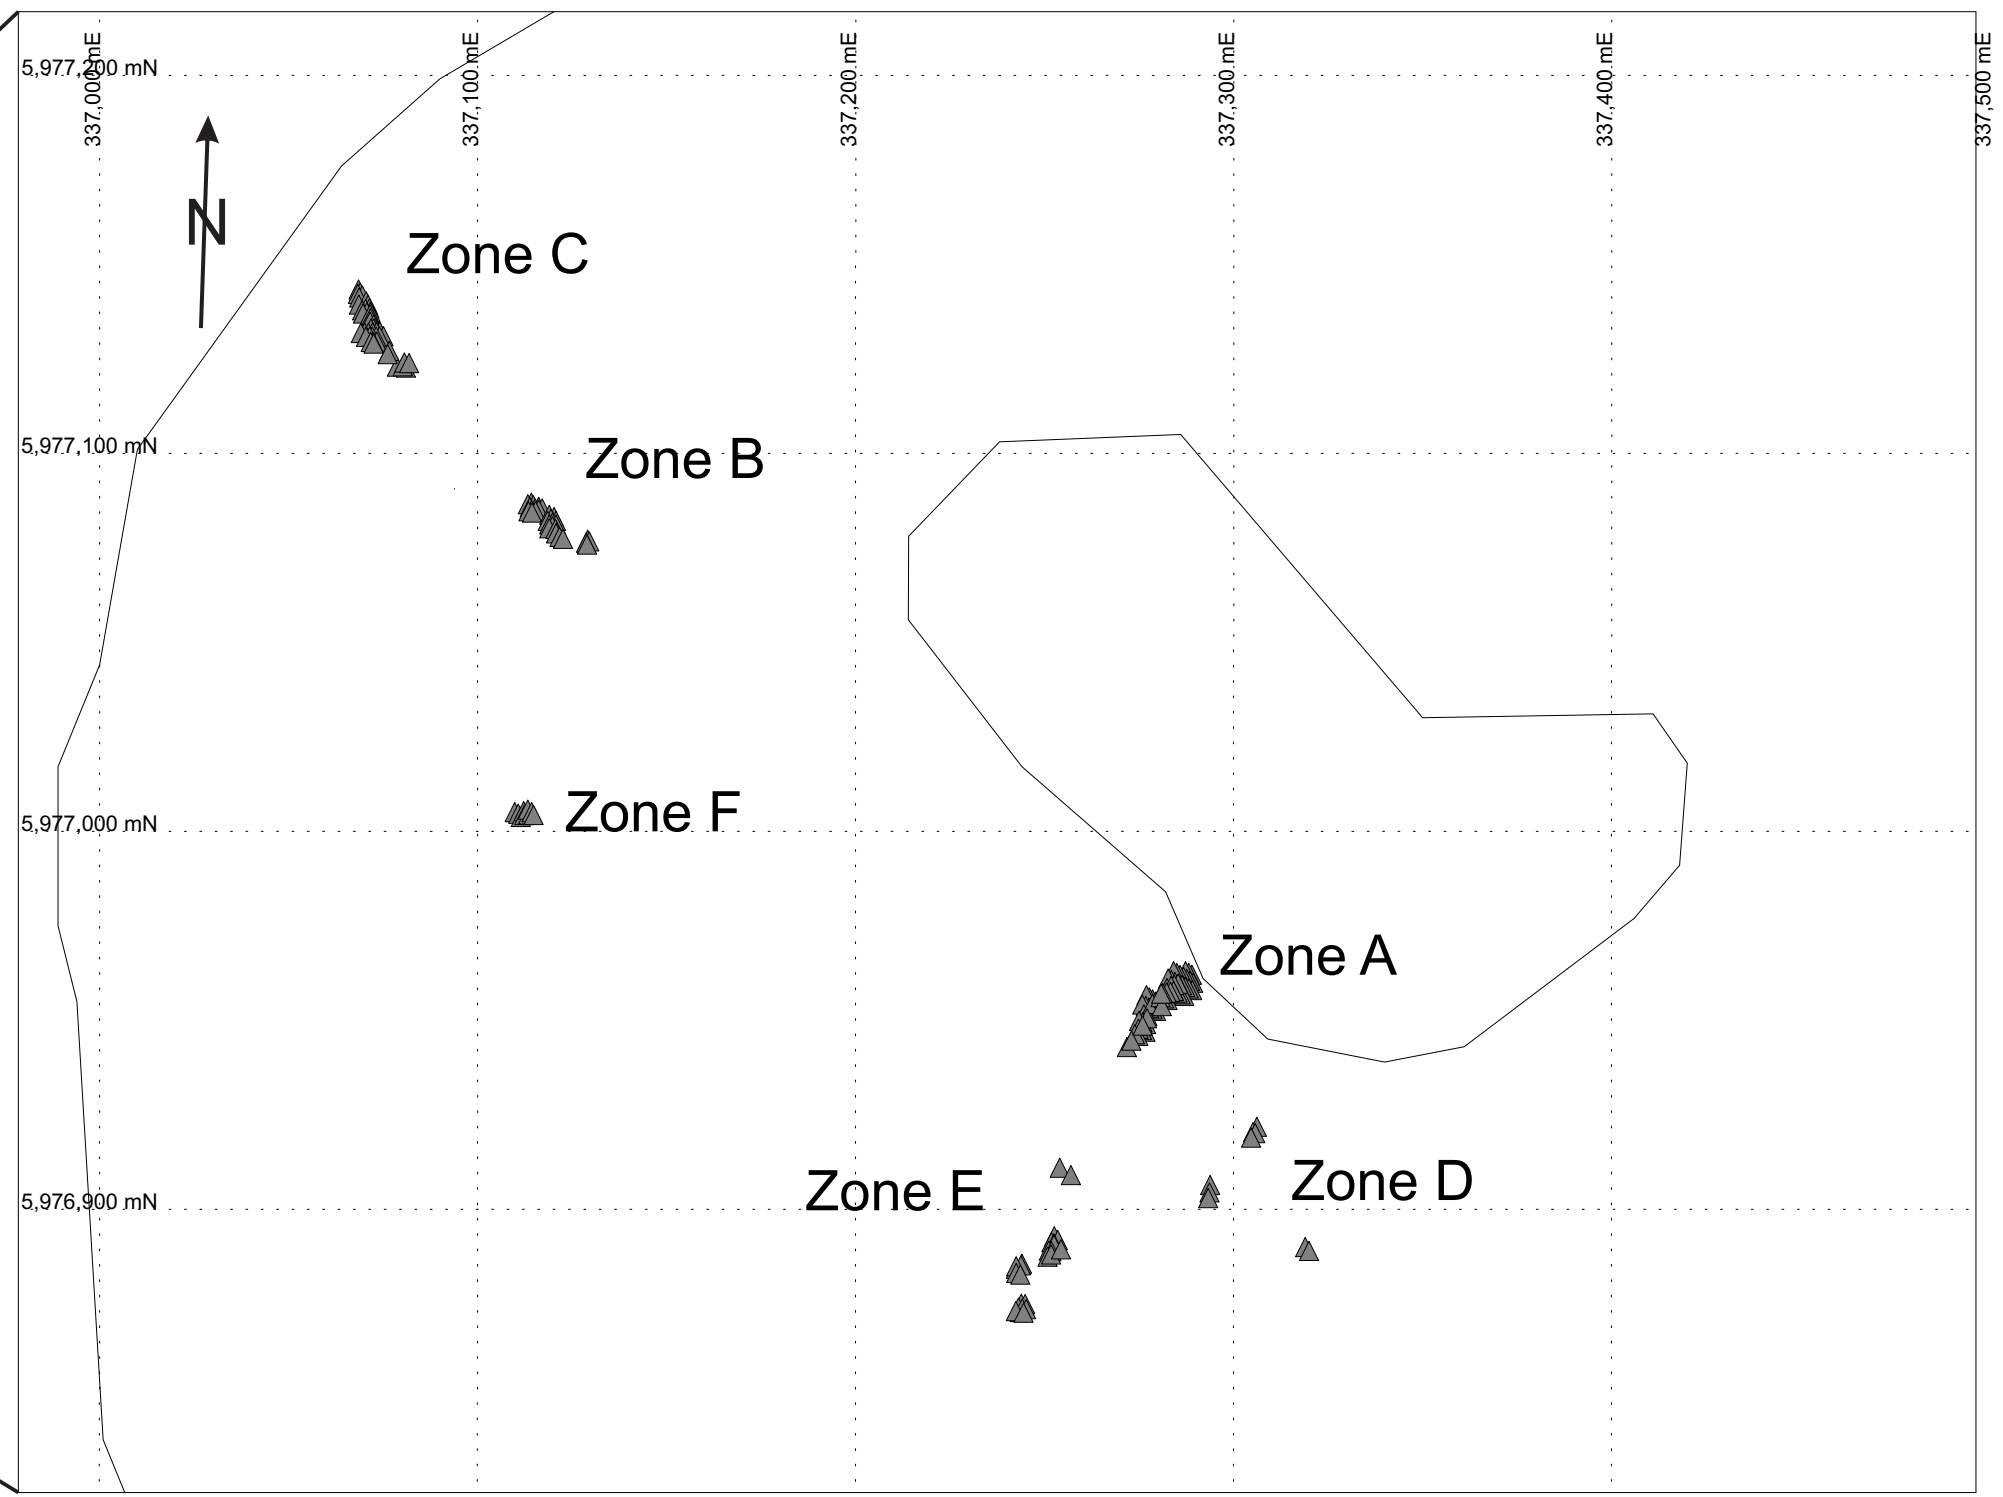 337,000 mE
337,100 mE
337,200 mE
337,300 mE
337,400 mE
337,500 mE
5,977,200 mN
N
Zone C
5,977,100 mN
Zone B
5,977,000 mN
Zone F
Zone A
Zone E
Zone D
5,976,900 mN